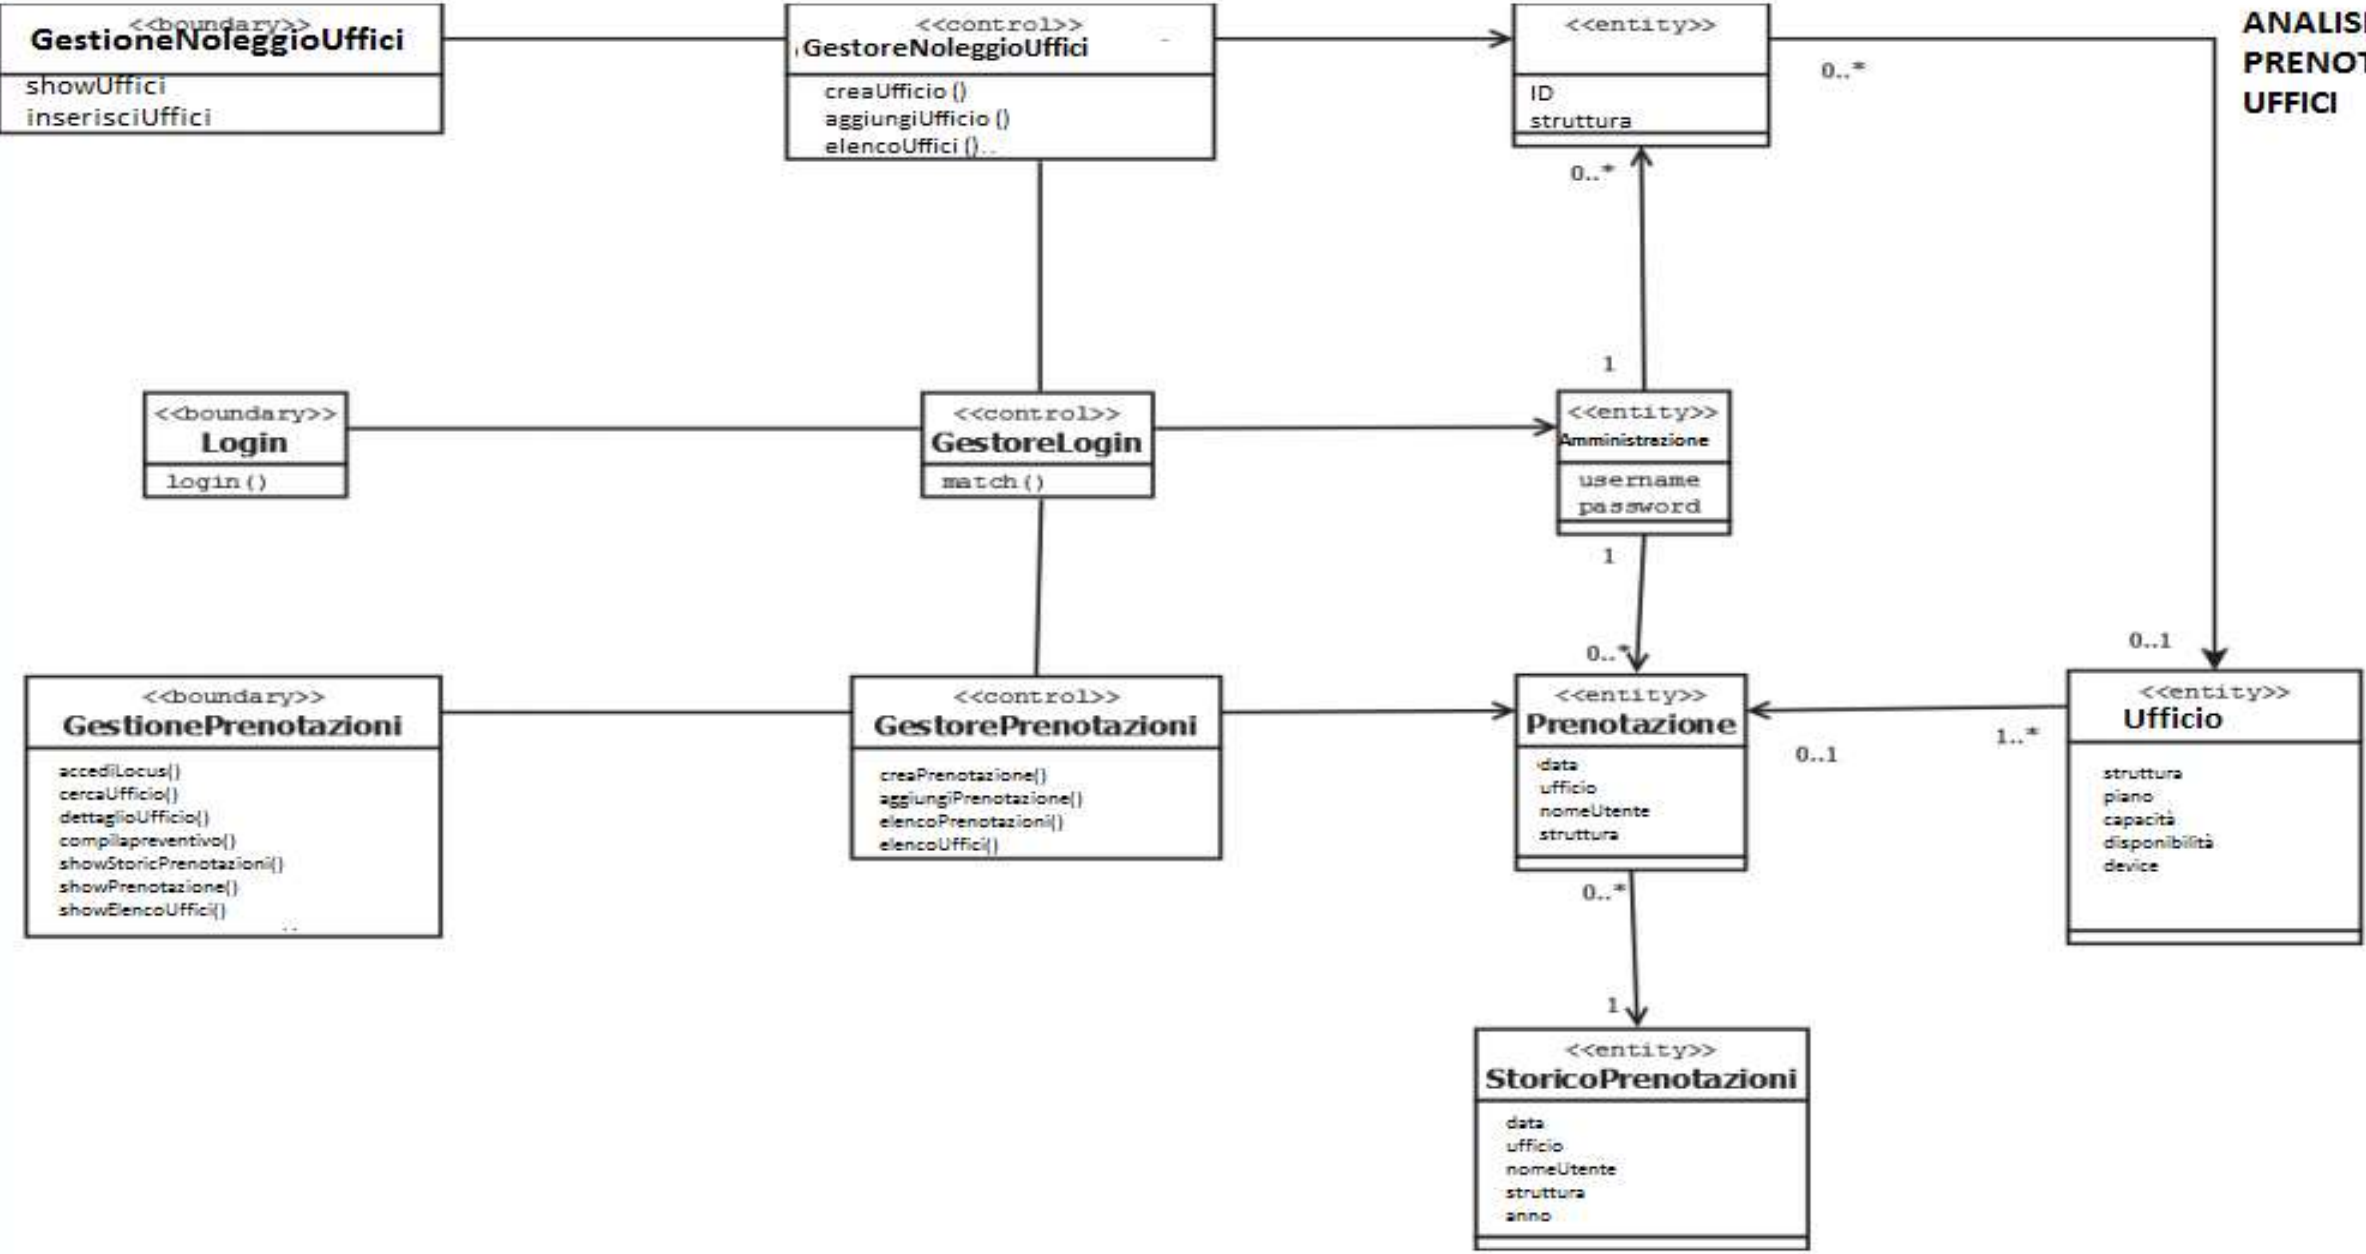 <<boundary>>
GestioneNoleggioUffici
showUffici
inserisciUffici
<<control>>
GestoreNoleggioUffici
creaUfficio ()
aggiungiUfficio ()
elencoUffici ()..
<<entity>>
ID
struttura
0..*
0..*
1
0..1
UFFICI
<<boundary>>
Login
login()
<<control>>
GestoreLogin
match()
<<entity>>
Amministrazione
username
password
1
0..*
<<boundary>>
GestionePrenotazioni
accediLocus()
cercaUfficio()
dettaglioUfficio()
compilapreventivo()
showStoricPrenotazioni()
showPrenotazione()
showElencoUffici()
..
<<control>>
GestorePrenotazioni
creaPrenotazione()
aggiungiPrenotazione()
elencoPrenotazioni()
elencoUffici()
<<entity>>
Prenotazione
data
ufficio
nomeUtente
struttura
0..1
1..*
<<entity>>
Ufficio
struttura
piano
capacità
disponibilità
device
0..*
1
<<entity>>
StoricoPrenotazioni
data
ufficio
nomeUtente
struttura
anno